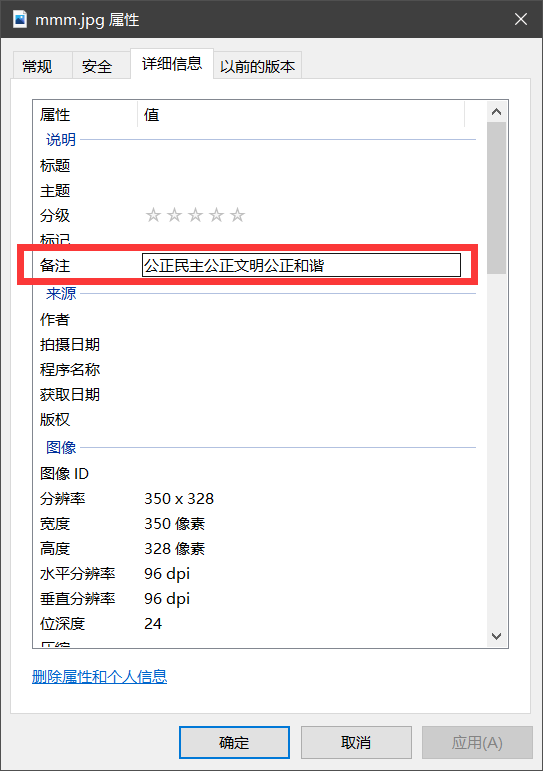 mmm.jpg 属性
常规 安全 详细信息 以前的版本
属性 值
说明
标题
主题
分级
标记
备注 公正民主公正文明公正和谐
来源
作者
拍摄日期
程序名称
获取日期
版权
图像
图像 ID
分辨率 350 x 328
宽度 350 像素
高度 328 像素
水平分辨率 96 dpi
垂直分辨率 96 dpi
位深度 24
压缩
删除属性和个人信息
确定 取消 应用(A)